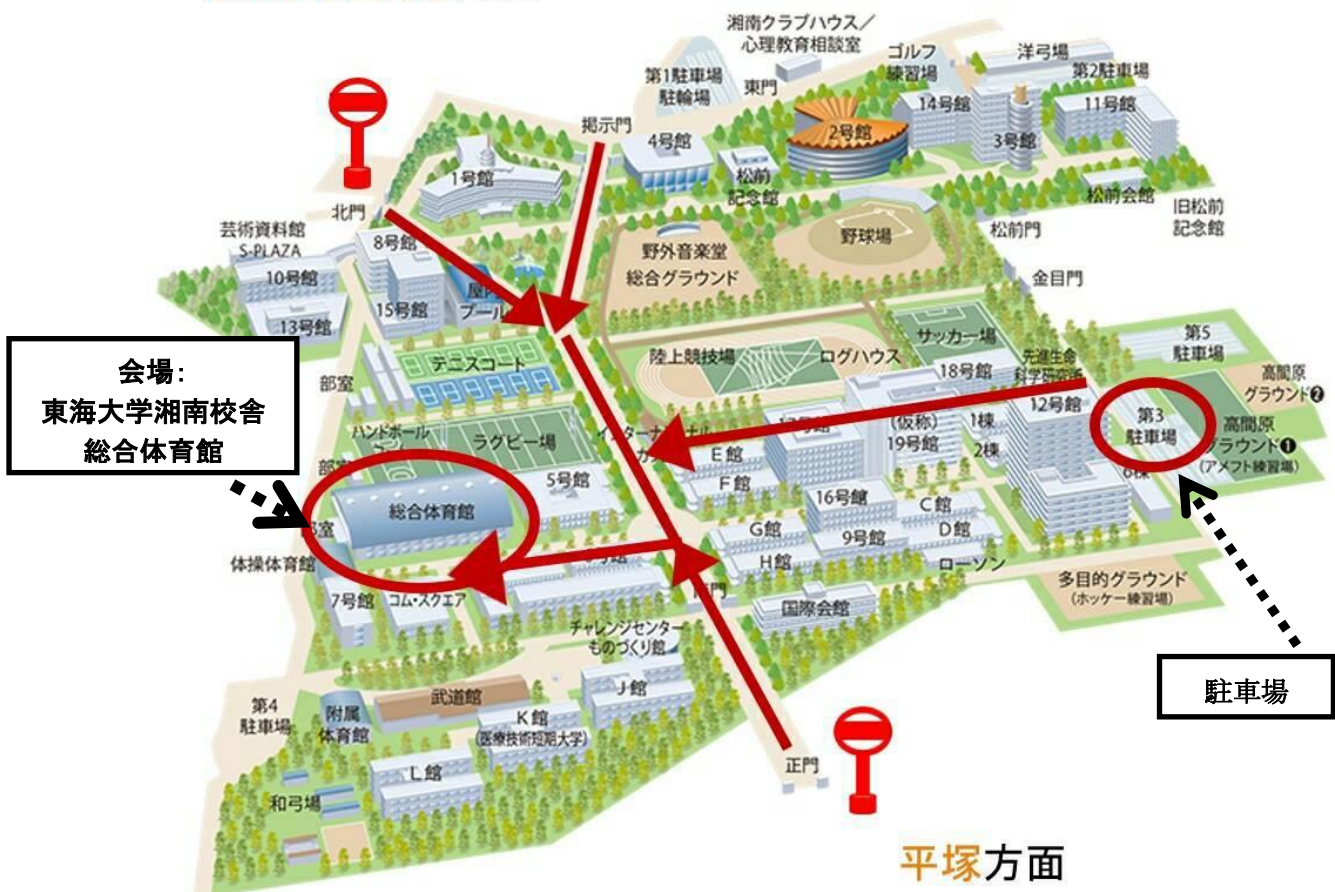 湘南クラブハウス／
心理教育相談室
ゴルフ
練習場
洋弓場
第1駐車場
駐輪場
東門
第2駐車場
14号館
11号館
掲示門
4号館
2号館
3号館
1号館
松前
記念館
松前会館
旧松前
記念館
北門
芸術資料館
S-PLAZA
8号館
野外音楽堂
野球場
松前門
10号館
総合グラウンド
金目門
15号館
プール
13号館
サッカー場
第5
駐車場
会場：
東海大学湘南校舎
総合体育館
テニスコート
陸上競技場
ログハウス
18号館
先進生命
科学研究所
高間原
グラウンド❷
部室
12号館
第3
駐車場
高間原
グラウンド❶
(アメフト練習場)
ハンドボール
ラグビー場
(仮称)
19号館
1棟
2棟
6棟
部室
E館
F館
5号館
総合体育館
16号館
C館
部室
G館
9号館
D館
体操体育館
H館
ローソン
7号館
コム・スクエア
国際会館
多目的グラウンド
(ホッケー練習場)
チャレンジセンター
ものづくり館
駐車場
第4
駐車場
附属
体育館
武道館
J館
K館
(医療技術短期大学)
L館
正門
和弓場
平塚方面